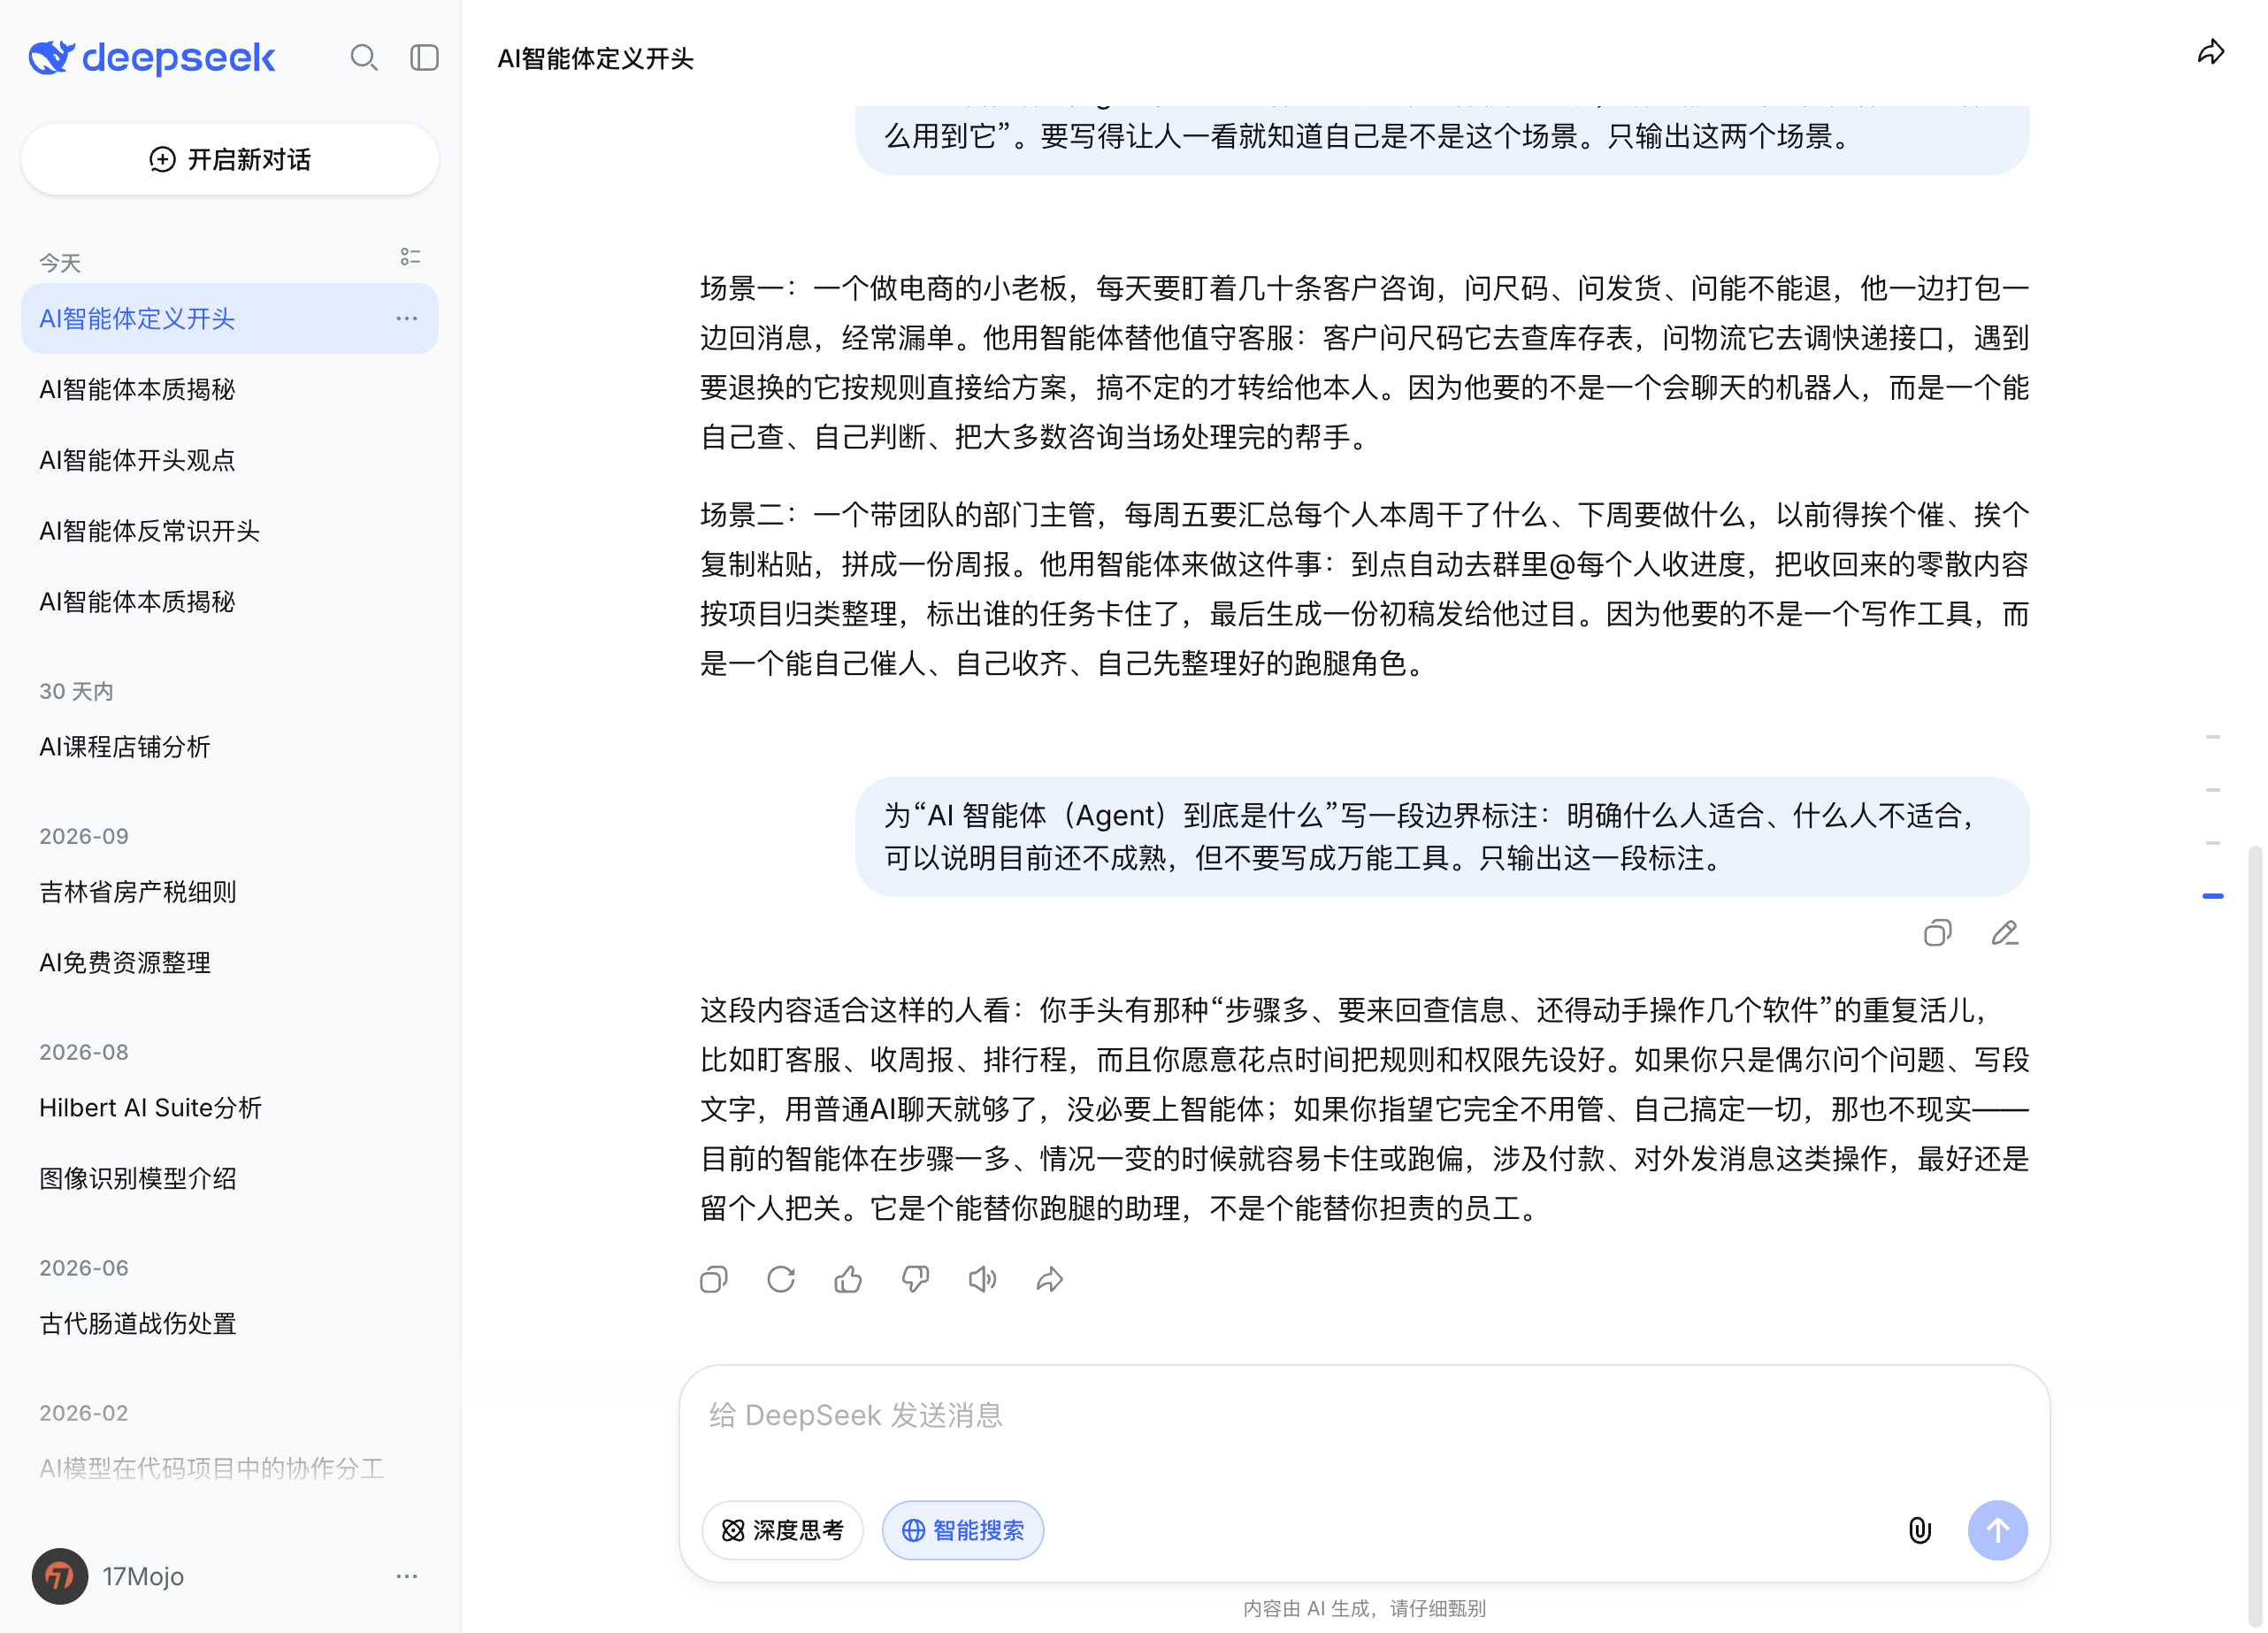 deepseek
开启新对话
今天
AI智能体定义开头
AI智能体本质揭秘
AI智能体开头观点
AI智能体反常识开头
AI智能体本质揭秘
30 天内
AI课程店铺分析
2026-09
吉林省房产税细则
AI免费资源整理
2026-08
Hilbert AI Suite分析
图像识别模型介绍
2026-06
古代肠道战伤处置
2026-02
AI模型在代码项目中的协作分工
17Mojo
AI智能体定义开头
么用到它”。要写得让人一看就知道自己是不是这个场景。只输出这两个场景。
场景一：一个做电商的小老板，每天要盯着几十条客户咨询，问尺码、问发货、问能不能退，他一边打包一
边回消息，经常漏单。他用智能体替他值守客服：客户问尺码它去查库存表，问物流它去调快递接口，遇到
要退换的它按规则直接给方案，搞不定的才转给他本人。因为他要的不是一个会聊天的机器人，而是一个能
自己查、自己判断、把大多数咨询当场处理完的帮手。
场景二：一个带团队的部门主管，每周五要汇总每个人本周干了什么、下周要做什么，以前得挨个催、挨个
复制粘贴，拼成一份周报。他用智能体来做这件事：到点自动去群里@每个人收进度，把收回来的零散内容
按项目归类整理，标出谁的任务卡住了，最后生成一份初稿发给他过目。因为他要的不是一个写作工具，而
是一个能自己催人、自己收齐、自己先整理好的跑腿角色。
为“AI 智能体（Agent）到底是什么”写一段边界标注：明确什么人适合、什么人不适合，
可以说明目前还不成熟，但不要写成万能工具。只输出这一段标注。
这段内容适合这样的人看：你手头有那种“步骤多、要来回查信息、还得动手操作几个软件”的重复活儿，
比如盯客服、收周报、排行程，而且你愿意花点时间把规则和权限先设好。如果你只是偶尔问个问题、写段
文字，用普通AI聊天就够了，没必要上智能体；如果你指望它完全不用管、自己搞定一切，那也不现实——
目前的智能体在步骤一多、情况一变的时候就容易卡住或跑偏，涉及付款、对外发消息这类操作，最好还是
留个人把关。它是个能替你跑腿的助理，不是个能替你担责的员工。
给 DeepSeek 发送消息
深度思考
智能搜索
内容由 AI 生成，请仔细甄别